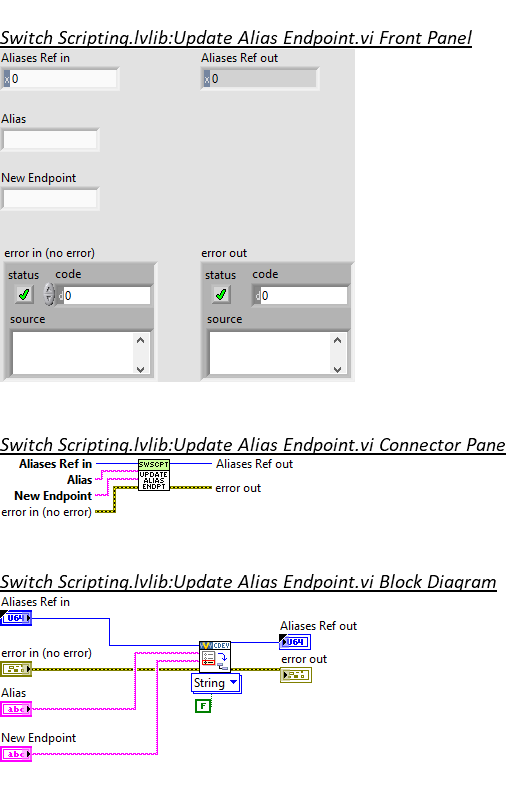 Switch Scripting.lvlib:Update Alias Endpoint.vi Front Panel
Aliases Ref in
Aliases Ref out
x 0
x 0
Alias
New Endpoint
error in (no error)
error out
status code
status code
d 0
d 0
source
source
Switch Scripting.lvlib:Update Alias Endpoint.vi Connector Pane
Aliases Ref in
Aliases Ref out
SWSCPT
UPDATE
ALIAS
ENDPT
Alias
New Endpoint
error out
error in (no error)
Switch Scripting.lvlib:Update Alias Endpoint.vi Block Diagram
Aliases Ref in
U64
Aliases Ref out
U64
error in (no error)
CDEV
error out
String
Alias
abc
F
New Endpoint
abc